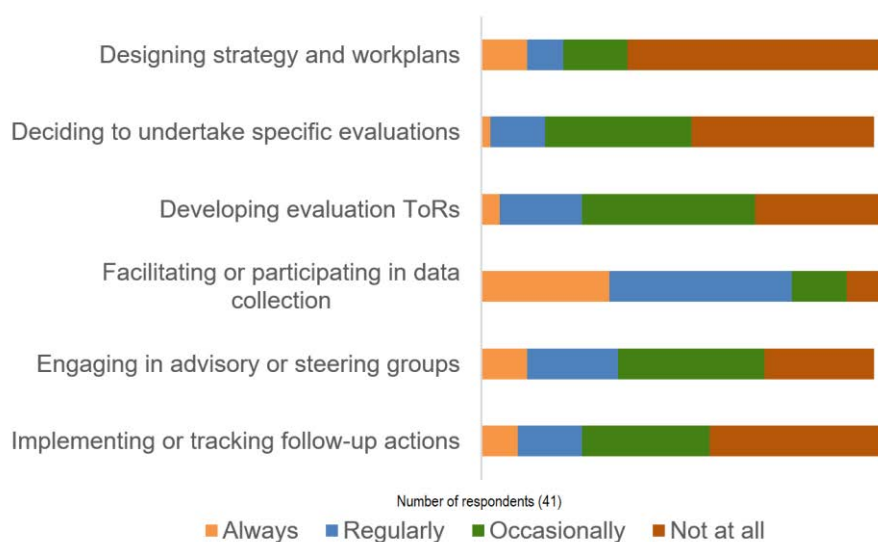 Designing strategy and workplans
Deciding to undertake specific evaluations
Developing evaluation ToRs
Facilitating or participating in data
collection
Engaging in advisory or steering groups
Implementing or tracking follow-up actions
Number of respondents (41)
Always Regularly Occasionally Not at all